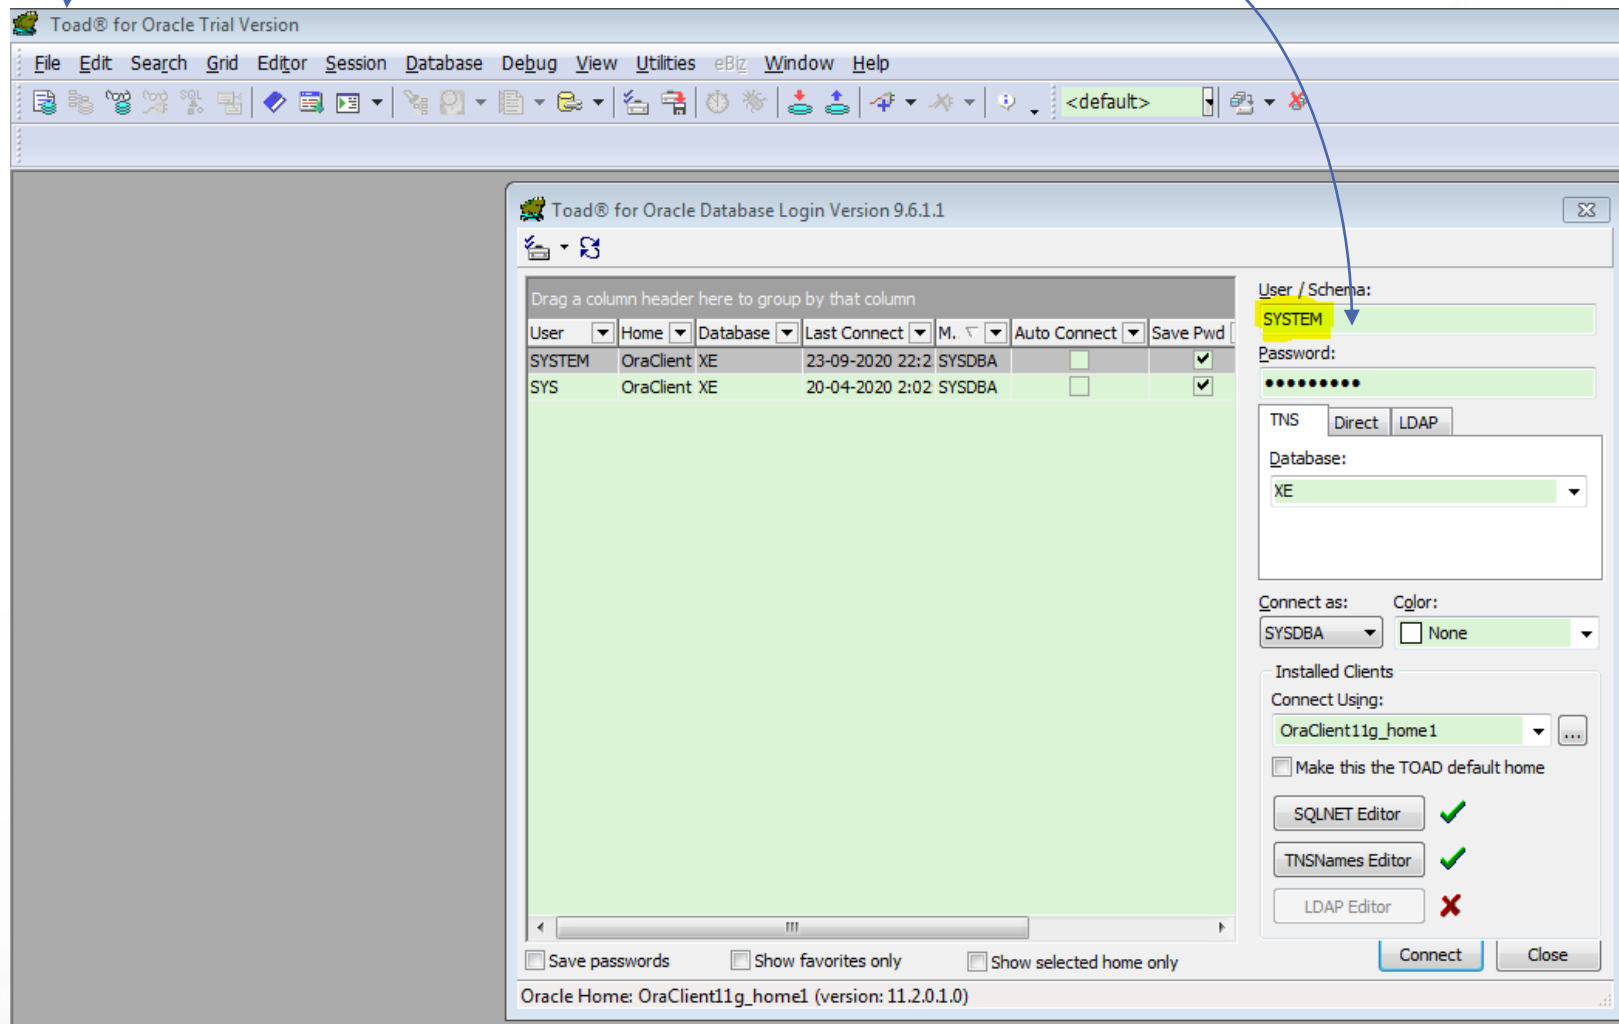 Toad® for Oracle Trial Version
File Edit Search Grid Editor Session Database Debug View Utilities eBiz Window Help
SQL <default>
Toad® for Oracle Database Login Version 9.6.1.1
Drag a column header here to group by that column
User Home Database Last Connect M.. Auto Connect Save Pwd
SYSTEM OraClient XE 23-09-2020 22:2 SYSDBA
SYS OraClient XE 20-04-2020 2:02 SYSDBA
User / Schema:
SYSTEM
Password:
•••••••••
TNS Direct LDAP
Database:
XE
Connect as: Color:
SYSDBA None
Installed Clients
Connect Using:
OraClient11g_home1 ...
Make this the TOAD default home
SQLNET Editor
TNSNames Editor
LDAP Editor
Save passwords Show favorites only Show selected home only
Connect Close
Oracle Home: OraClient11g_home1 (version: 11.2.0.1.0)